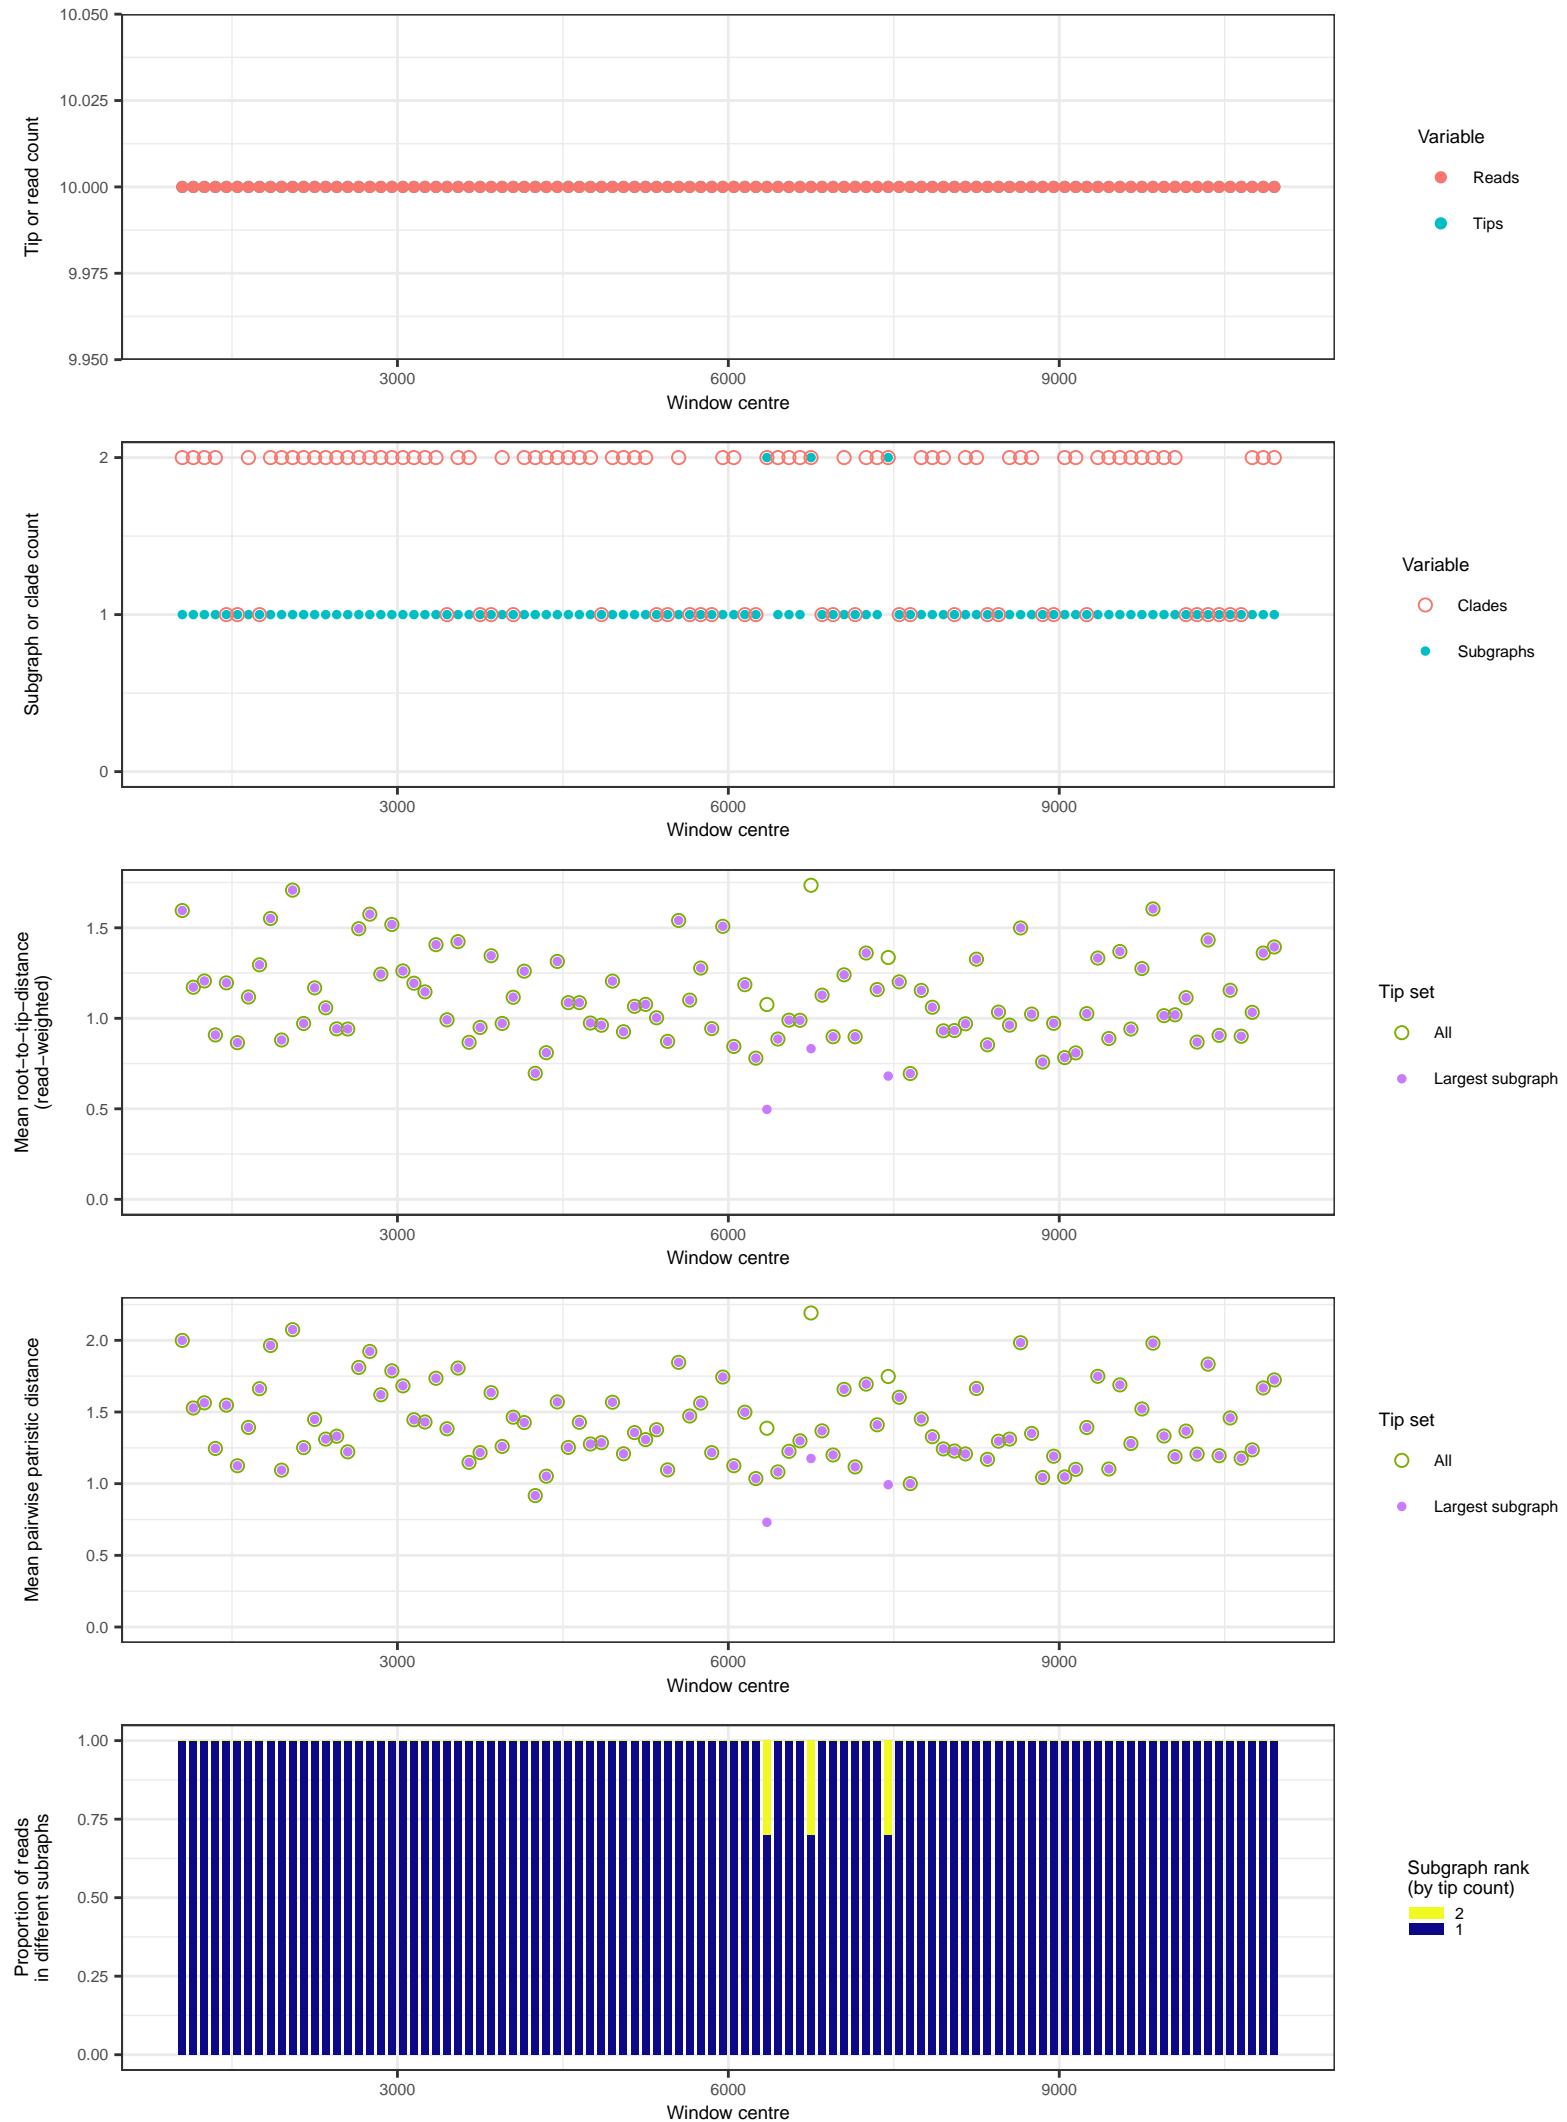 10.050
10.025
10.000
9.975
9.950
Tip or read count
3000
6000
9000
Window centre
Variable
Reads
Tips
2
1
0
Subgraph or clade count
3000
6000
9000
Window centre
Variable
Clades
Subgraphs
1.5
1.0
0.5
0.0
Mean root−to−tip−distance
(read−weighted)
3000
6000
9000
Window centre
Tip set
All
Largest subgraph
2.0
1.5
1.0
0.5
0.0
Mean pairwise patristic distance
3000
6000
9000
Window centre
Tip set
All
Largest subgraph
1.00
0.75
0.50
0.25
0.00
Proportion of reads
in different subraphs
3000
6000
9000
Window centre
Subgraph rank
(by tip count)
2
1